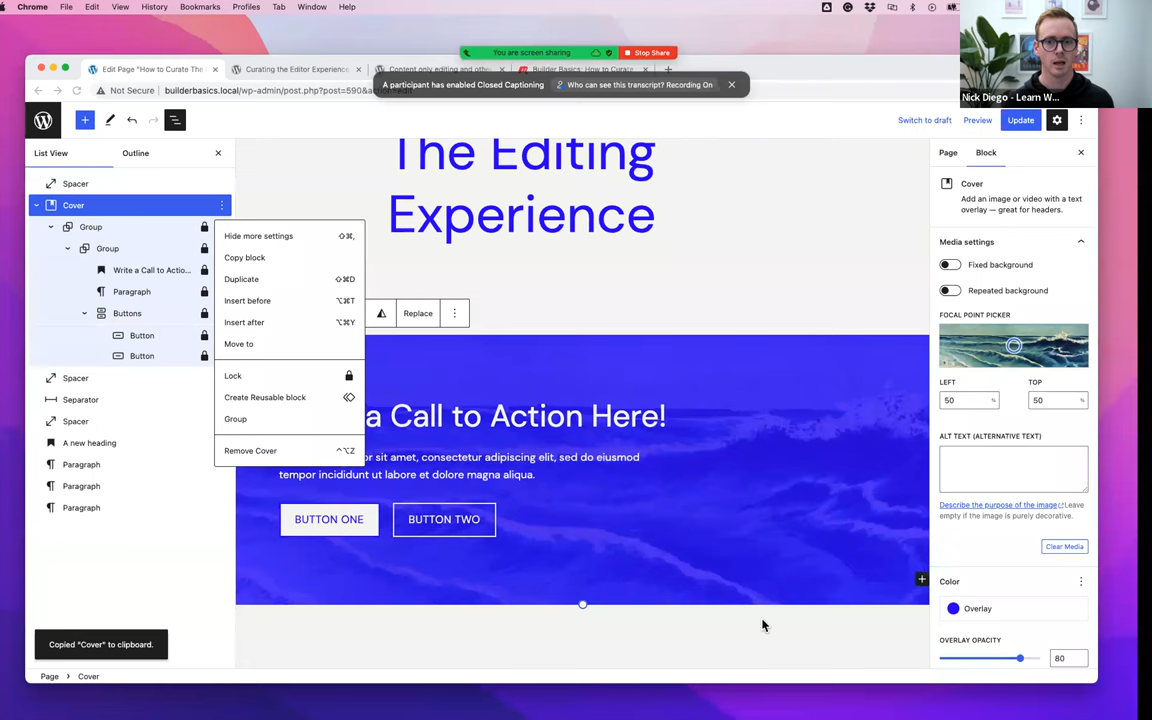 Chrome File Edit View History Bookmarks Profiles Tab Window Help
You are screen sharing Stop Share
Edit Page "How to Curate The
Curating the Editor Experience
Content only editing and other
Builder Basics: How to Curate
A participant has enabled Closed Captioning Who can see this transcript? Recording On
Not Secure builderbasics.local/wp-admin/post.php?post=590&action=edit
Nick Diego - Learn W...
Switch to draft Preview Update
List View Outline
Spacer
Cover
Group
Group
Write a Call to Actio...
Paragraph
Buttons
Button
Button
Spacer
Separator
Spacer
A new heading
Paragraph
Paragraph
Paragraph
Hide more settings ⇧⌘,
Copy block
Duplicate ⇧⌘D
Insert before ⌥⌘T
Insert after ⌥⌘Y
Move to
Lock
Create Reusable block
Group
Remove Cover ^⌥Z
The Editing
Experience
Replace
a Call to Action Here!
or sit amet, consectetur adipiscing elit, sed do eiusmod
tempor incididunt ut labore et dolore magna aliqua.
BUTTON ONE BUTTON TWO
Page Block
Cover
Add an image or video with a text
overlay — great for headers.
Media settings
Fixed background
Repeated background
FOCAL POINT PICKER
LEFT TOP
50 % 50 %
ALT TEXT (ALTERNATIVE TEXT)
Describe the purpose of the image Leave
empty if the image is purely decorative.
Clear Media
Color
Overlay
OVERLAY OPACITY
80
Copied "Cover" to clipboard.
Page > Cover